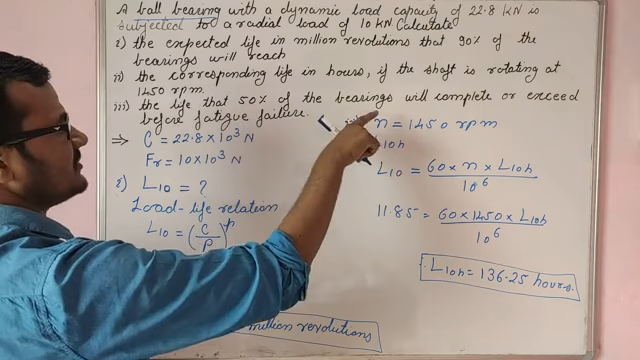 A ball bearing with a dynamic load capacity of 22.8 KN is
subjected to a radial load of 10 KN. Calculate
i) the expected life in million revolutions that 90% of the
bearings will reach
ii) the corresponding life in hours, if the shaft is rotating at
1450 rpm.
iii) the life that 50% of the bearings will complete or exceed
before fatigue failure.
⇒ C = 22.8 × 10³ N
Fr = 10 × 10³ N
i) L10 = ?
Load-life relation
L10 = (C/P)^p
million revolutions
n = 1450 rpm
L10h
L10 = 60 × n × L10h / 10⁶
11.85 = 60 × 1450 × L10h / 10⁶
∴ L10h = 136.25 hours.